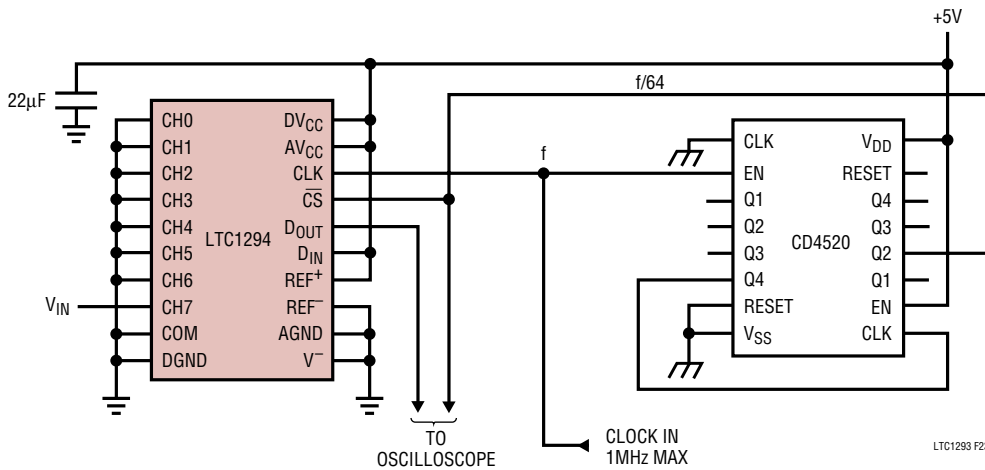 +5V
f/64
22µF
CH0
CH1
CH2
CH3
CH4
CH5
CH6
CH7
COM
DGND
LTC1294
DVCC
AVCC
CLK
CS
DOUT
DIN
REF+
REF–
AGND
V–
VIN
f
CLK
EN
Q1
Q2
Q3
Q4
RESET
VSS
CD4520
VDD
RESET
Q4
Q3
Q2
Q1
EN
CLK
TO
OSCILLOSCOPE
CLOCK IN
1MHz MAX
LTC1293